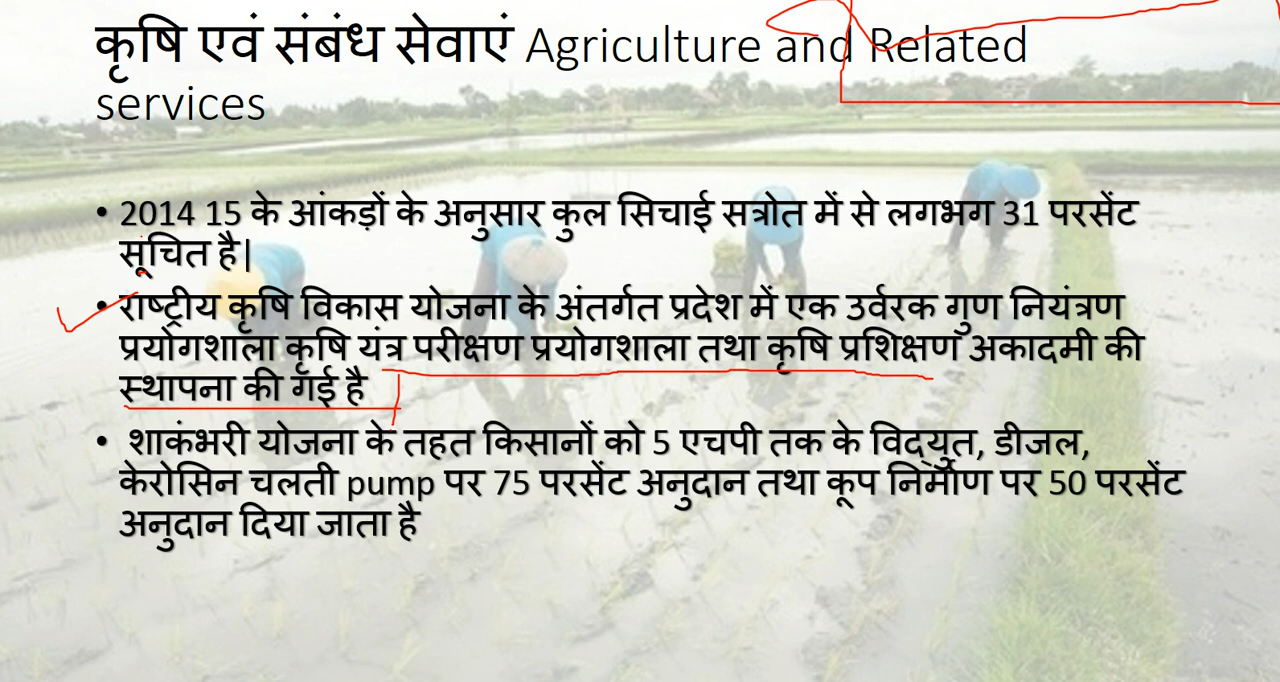 कृषि एवं संबंध सेवाएं Agriculture and Related
services
• 2014 15 के आंकड़ों के अनुसार कुल सिचाई सत्रोत में से लगभग 31 परसेंट
सूचित है|
• राष्ट्रीय कृषि विकास योजना के अंतर्गत प्रदेश में एक उर्वरक गुण नियंत्रण
प्रयोगशाला कृषि यंत्र परीक्षण प्रयोगशाला तथा कृषि प्रशिक्षण अकादमी की
स्थापना की गई है
• शाकंभरी योजना के तहत किसानों को 5 एचपी तक के विद्युत, डीजल,
केरोसिन चलती pump पर 75 परसेंट अनुदान तथा कूप निर्माण पर 50 परसेंट
अनुदान दिया जाता है